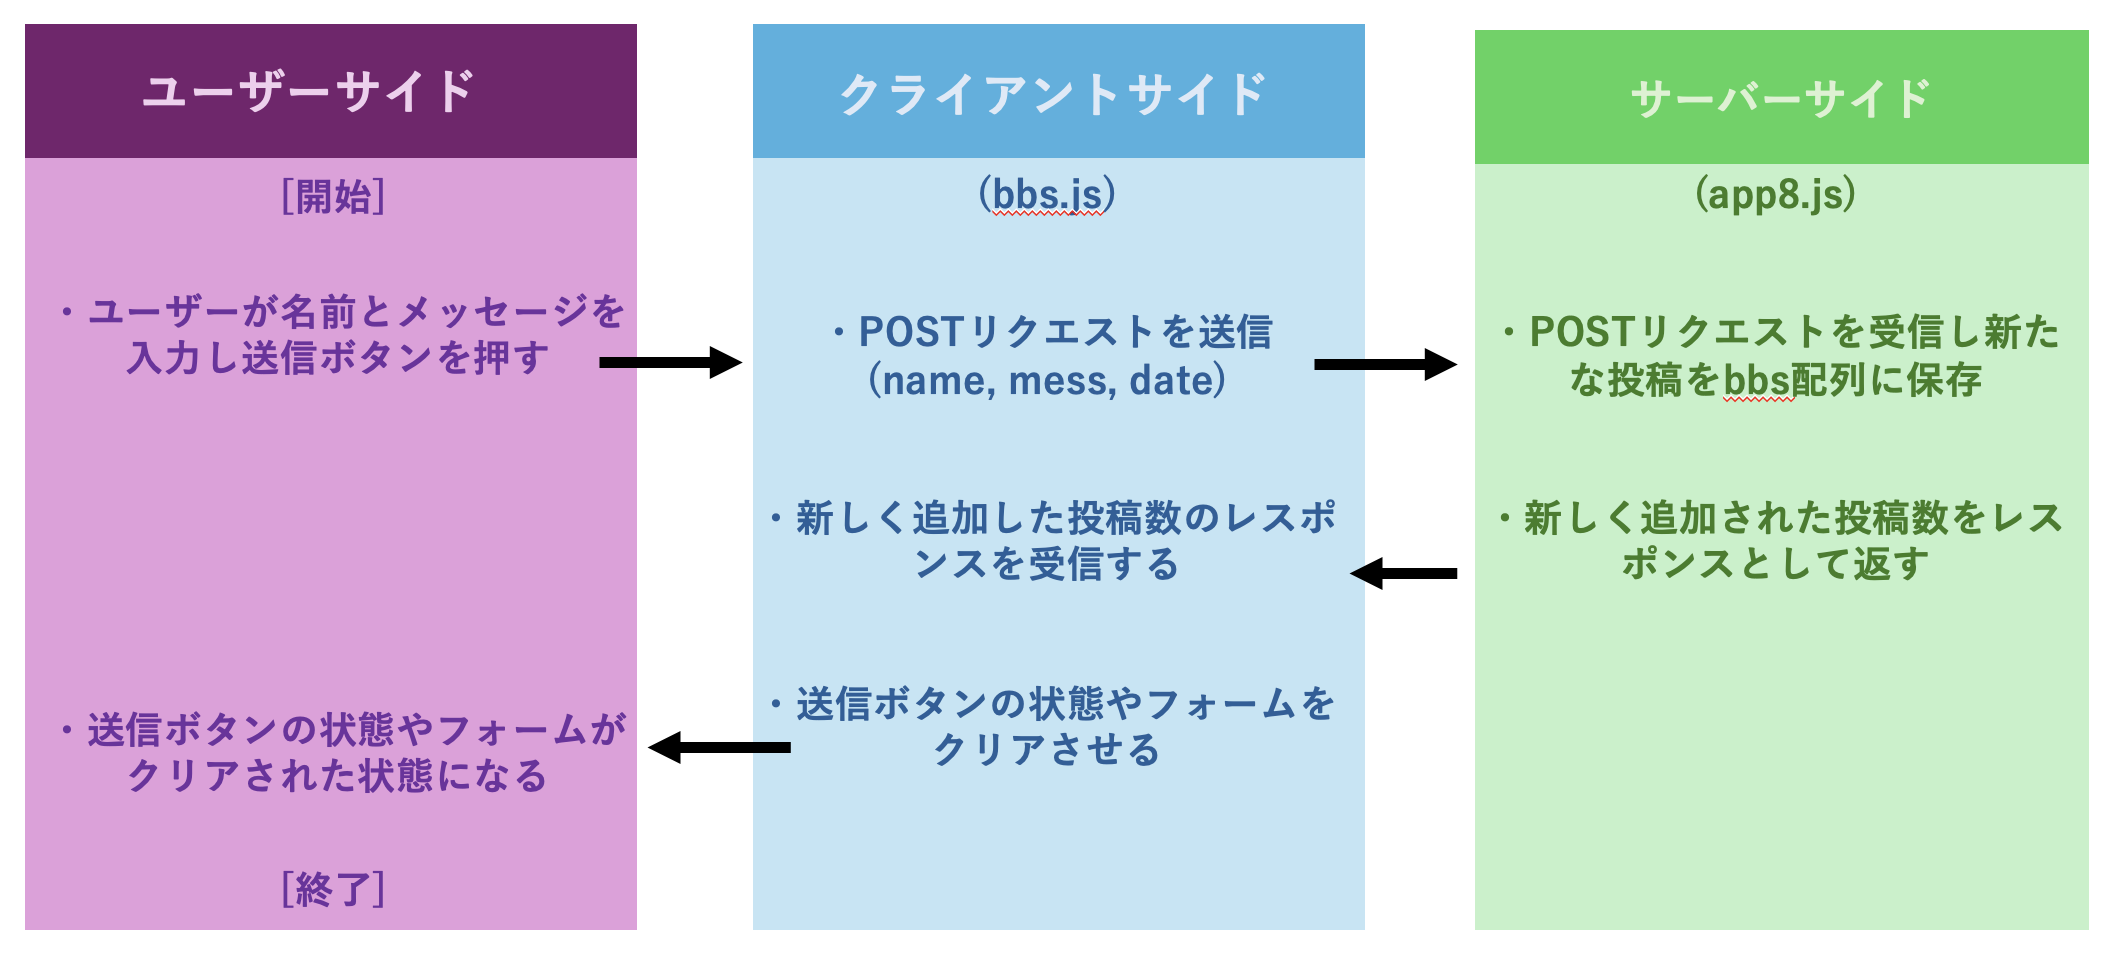 ユーザーサイド
[開始]
・ユーザーが名前とメッセージを
入力し送信ボタンを押す
・送信ボタンの状態やフォームが
クリアされた状態になる
[終了]
クライアントサイド
(bbs.js)
・POSTリクエストを送信
(name, mess, date)
・新しく追加した投稿数のレスポ
ンスを受信する
・送信ボタンの状態やフォームを
クリアさせる
サーバーサイド
(app8.js)
・POSTリクエストを受信し新た
な投稿をbbs配列に保存
・新しく追加された投稿数をレス
ポンスとして返す